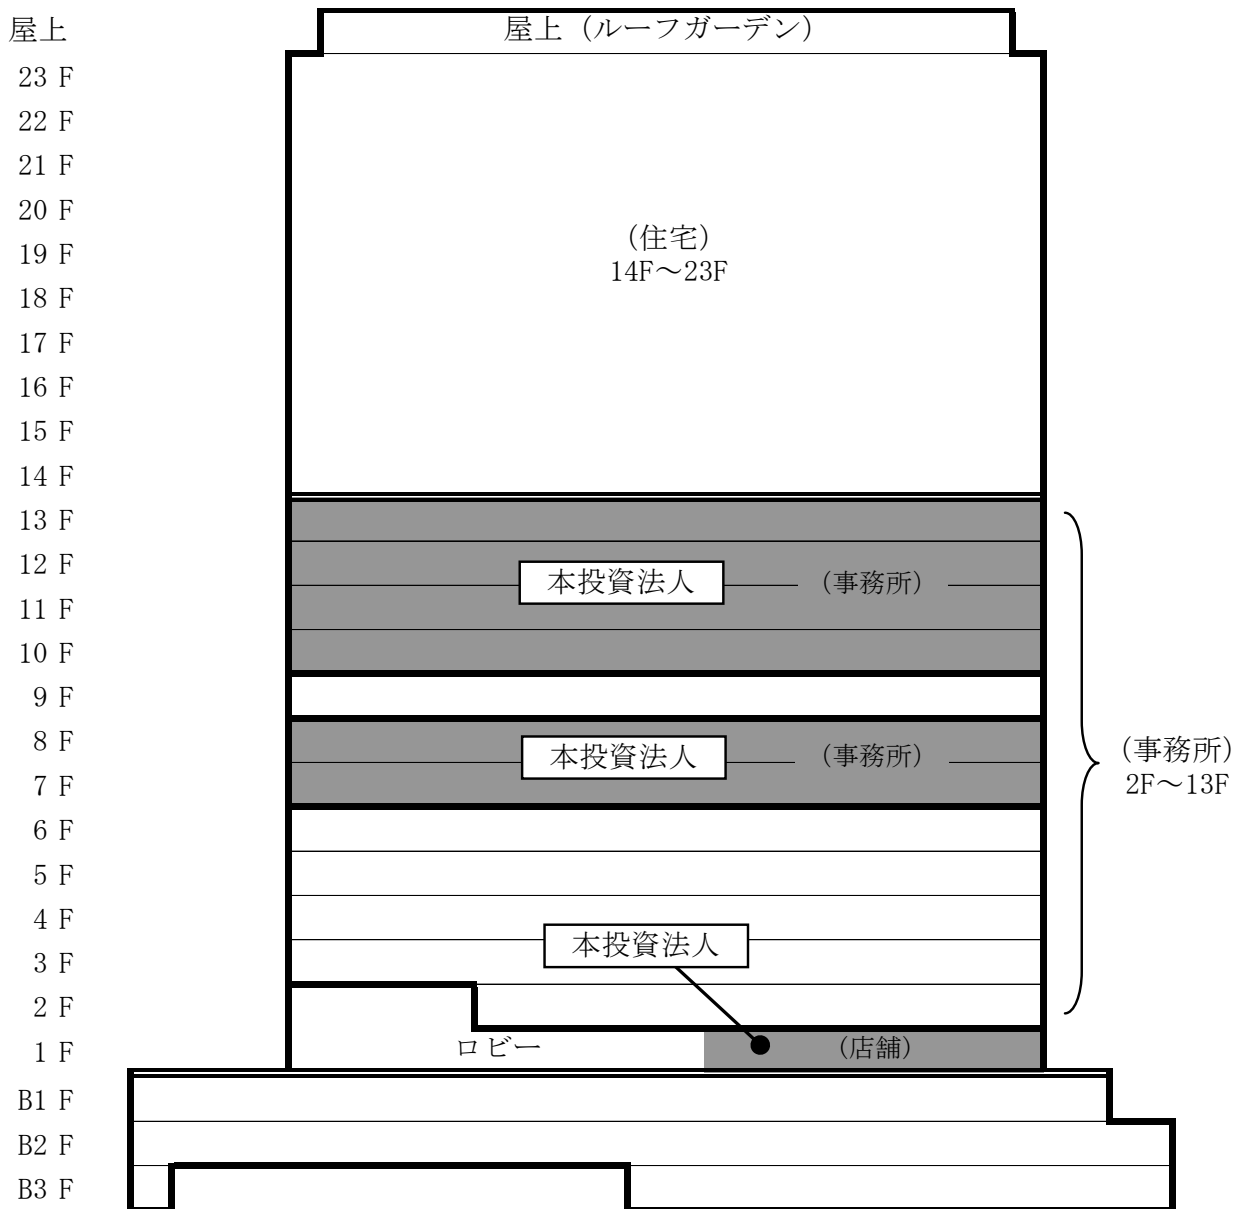 屋上
屋上（ルーフガーデン）
23 F
22 F
21 F
20 F
19 F
18 F
17 F
16 F
15 F
14 F
13 F
12 F
11 F
10 F
9 F
8 F
7 F
6 F
5 F
4 F
3 F
2 F
1 F
B1 F
B2 F
B3 F
（住宅）
14F～23F
本投資法人
（事務所）
本投資法人
（事務所）
（事務所）
2F～13F
本投資法人
ロビー
（店舗）